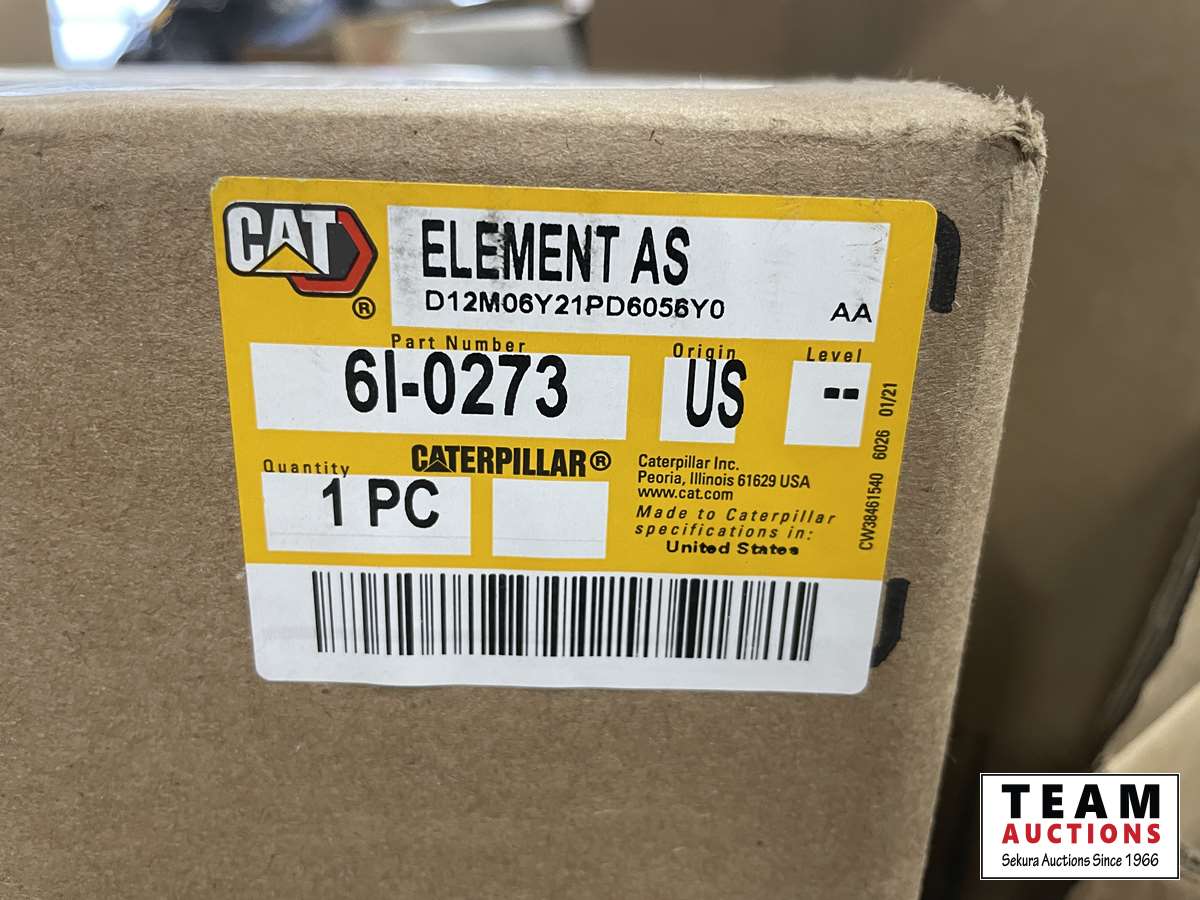 CAT®
ELEMENT AS
D12M06Y21PD6056Y0 AA
Part Number Origin Level
6I-0273 US --
Quantity
1 PC
CATERPILLAR®
Caterpillar Inc.
Peoria, Illinois 61629 USA
www.cat.com
Made to Caterpillar
specifications in:
United States
CW38461540 6026 01/21
TEAM
AUCTIONS
Sekura Auctions Since 1966